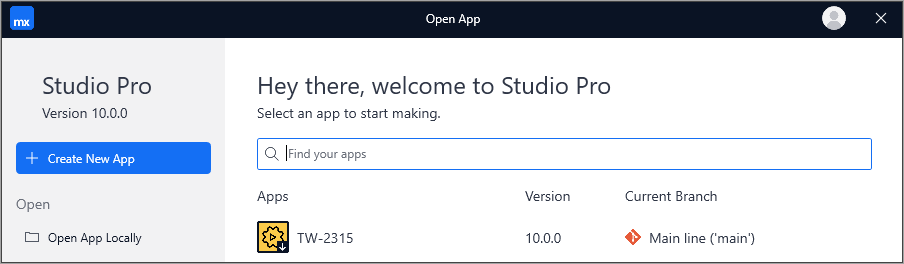 mx
Open App
Studio Pro
Version 10.0.0
Create New App
Open
Open App Locally
Hey there, welcome to Studio Pro
Select an app to start making.
Find your apps
Apps Version Current Branch
TW-2315 10.0.0 Main line ('main')